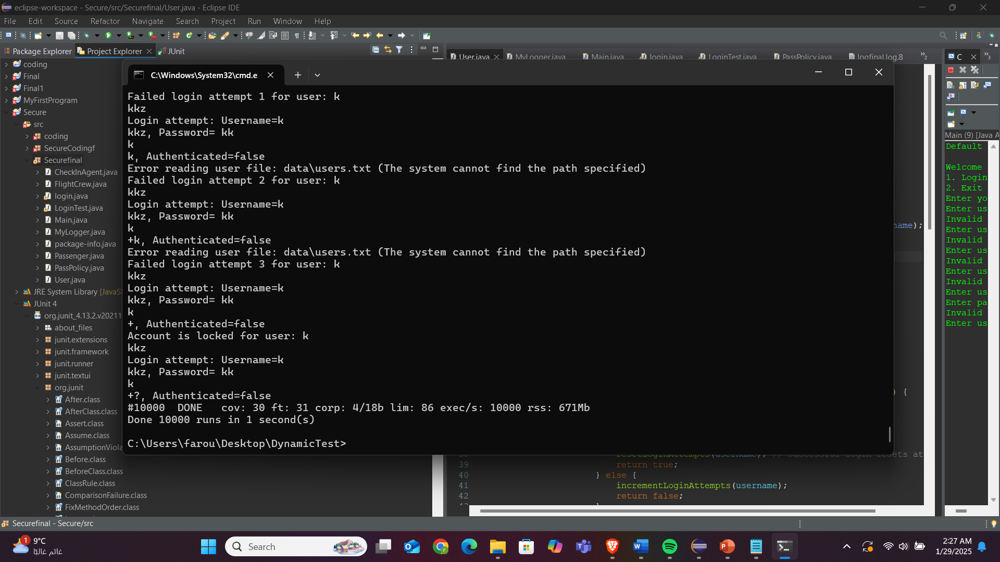 eclipse-workspace - Secure/src/Securefinal/User.java - Eclipse IDE
File Edit Source Refactor Navigate Search Project Run Window Help
Package Explorer Project Explorer JUnit
User.java MyLogger.java Main.java login.java LoginTest.java PassPolicy.java logfinal.log.8 2
C 3
coding
Final
Final1
MyFirstProgram
Secure
src
coding
SecureCodingf
Securefinal
CheckInAgent.java
FlightCrew.java
login.java
LoginTest.java
Main.java
MyLogger.java
package-info.java
Passenger.java
PassPolicy.java
User.java
JRE System Library [JavaS
JUnit 4
org.junit_4.13.2.v20211
about_files
junit.extensions
junit.framework
junit.runner
junit.textui
org.junit
After.class
AfterClass.class
Assert.class
Assume.class
AssumptionViola
Before.class
BeforeClass.class
ClassRule.class
ComparisonFailure.class
FixMethodOrder.class
C:\Windows\System32\cmd.e
Failed login attempt 1 for user: k
kkz
Login attempt: Username=k
kkz, Password= kk
k
k, Authenticated=false
Error reading user file: data\users.txt (The system cannot find the path specified)
Failed login attempt 2 for user: k
kkz
Login attempt: Username=k
kkz, Password= kk
k
+k, Authenticated=false
Error reading user file: data\users.txt (The system cannot find the path specified)
Failed login attempt 3 for user: k
kkz
Login attempt: Username=k
kkz, Password= kk
k
+, Authenticated=false
Account is locked for user: k
kkz
Login attempt: Username=k
kkz, Password= kk
k
+?, Authenticated=false
#10000 DONE cov: 30 ft: 31 corp: 4/18b lim: 86 exec/s: 10000 rss: 671Mb
Done 10000 runs in 1 second(s)
C:\Users\farou\Desktop\DynamicTest>
name);
) {
resetLoginAttempts(username); // Successful login resets at
39 return true;
40 } else {
41 incrementLoginAttempts(username);
42 return false;
Main (9) [Java A
Default
Welcome
1. Login
2. Exit
Enter yo
Enter us
Invalid
Enter us
Invalid
Enter us
Invalid
Enter us
Invalid
Enter us
Enter pa
Invalid
Enter us
Securefinal - Secure/src
1
9°C
غائم غالبًا
Search
2:27 AM
1/29/2025